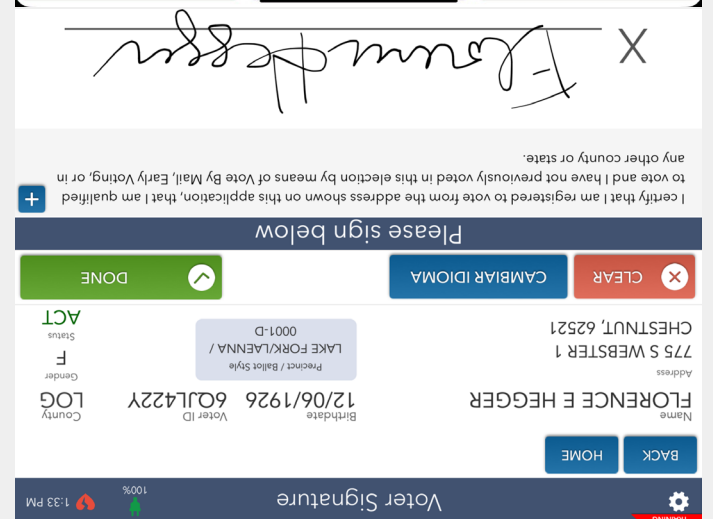 TRAINING
Voter Signature
100%
1:33 PM
BACK
HOME
Name
FLORENCE E HEGGER
Birthdate
12/06/1926
Voter ID
6QJL422Y
County
LOG
Address
775 S WEBSTER 1
CHESTNUT, 62521
Precinct / Ballot Style
LAKE FORK/LAENNA /
0001-D
Gender
F
Status
ACT
CLEAR
CAMBIAR IDIOMA
DONE
Please sign below
I certify that I am registered to vote from the address shown on this application, that I am qualified
to vote and I have not previously voted in this election by means of Vote By Mail, Early Voting, or in
any other county or state.
X
Floren Hegger